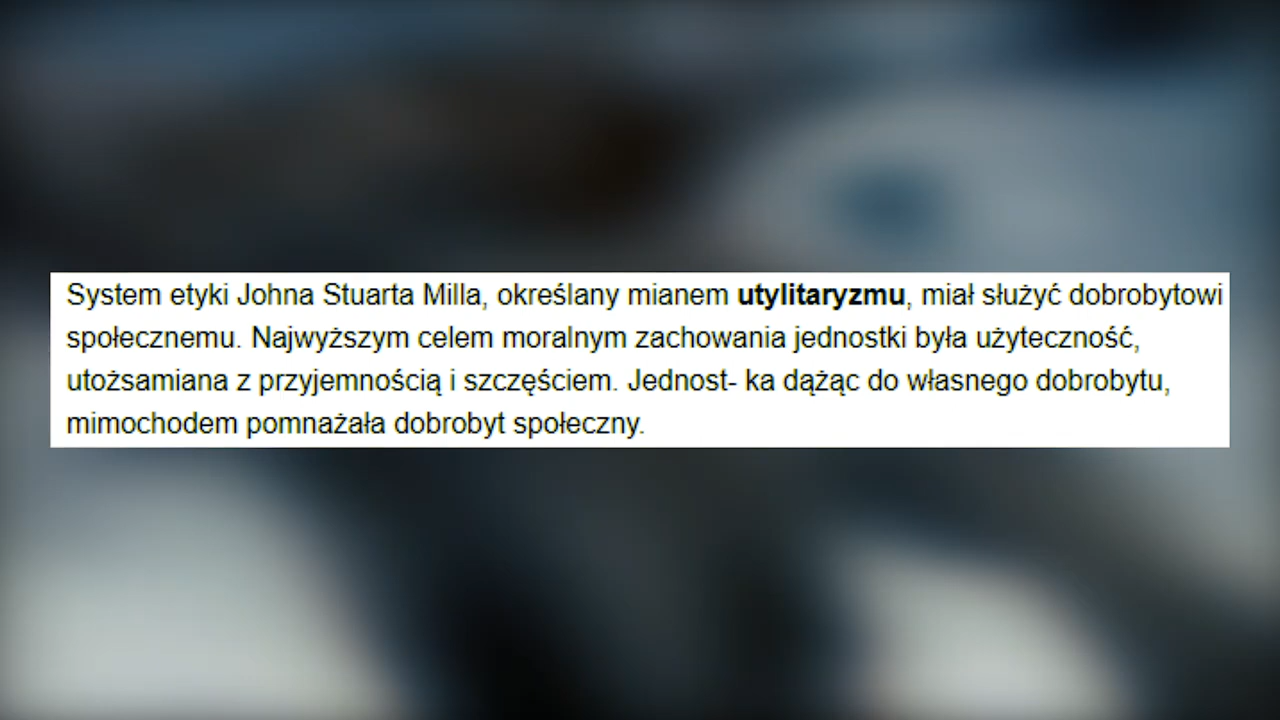 System etyki Johna Stuarta Milla, określany mianem utylitaryzmu, miał służyć dobrobytowi
społecznemu. Najwyższym celem moralnym zachowania jednostki była użyteczność,
utożsamiana z przyjemnością i szczęściem. Jednost- ka dążąc do własnego dobrobytu,
mimochodem pomnażała dobrobyt społeczny.